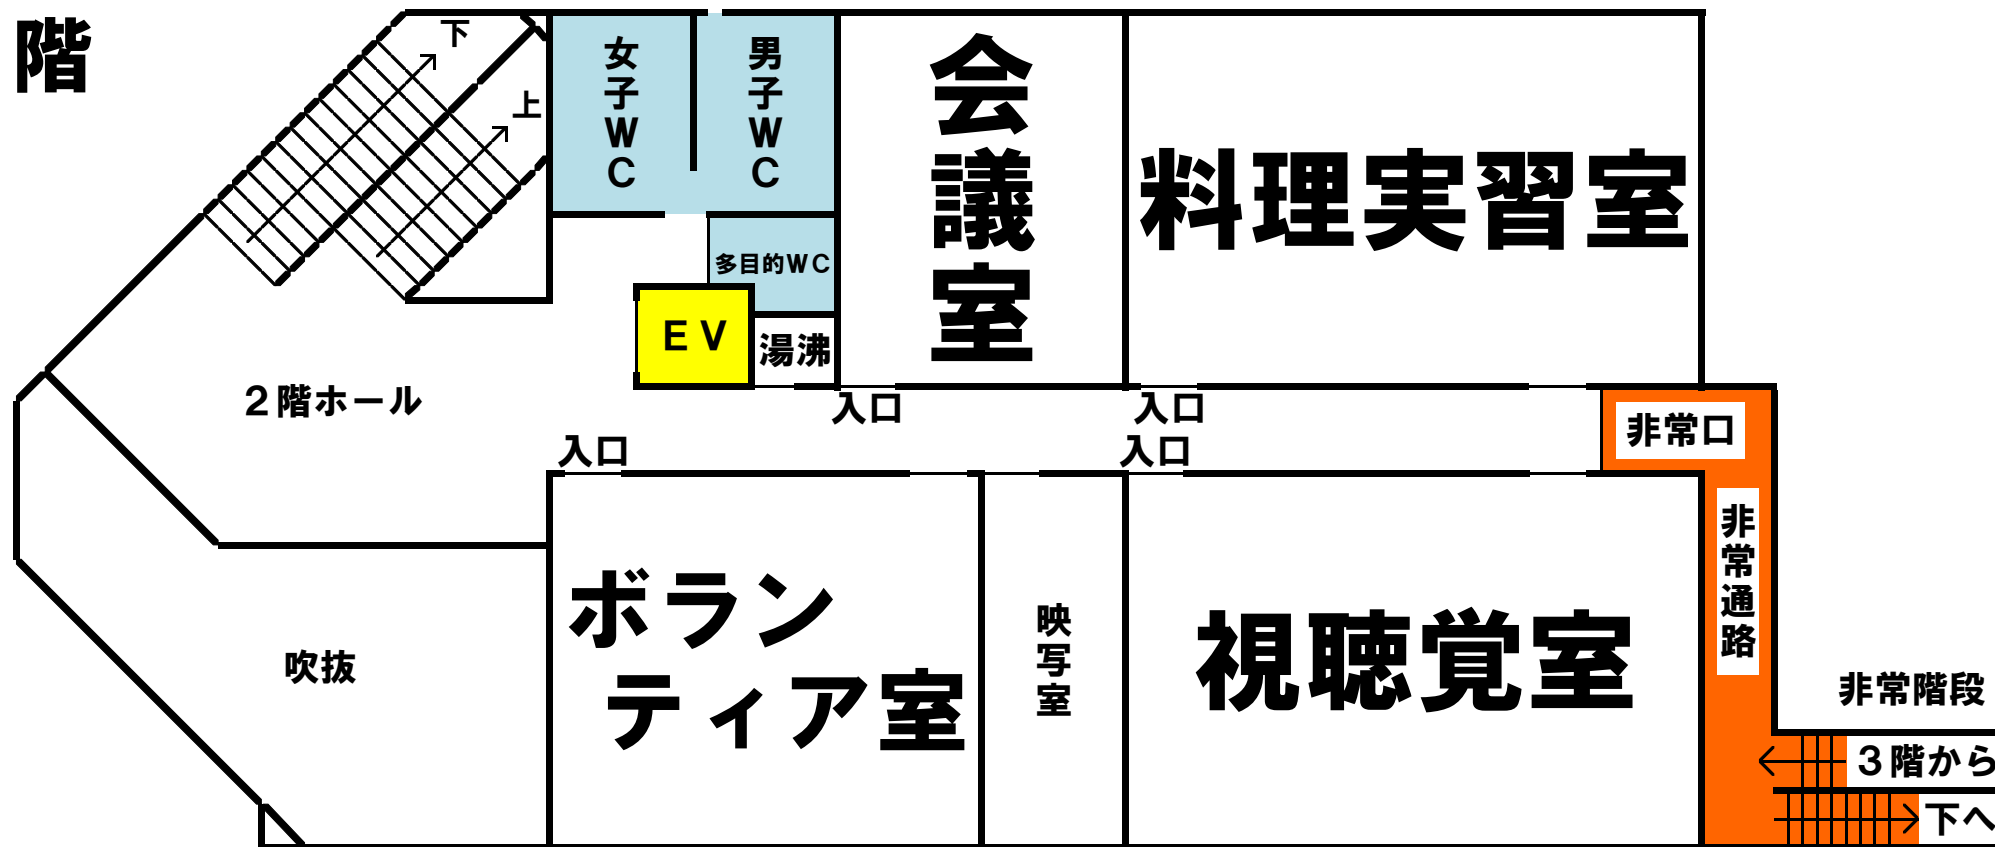 階
下
上
女子WC
男子WC
会議室
料理実習室
多目的WC
EV
湯沸
2階ホール
入口
入口
入口
入口
非常口
非常通路
ボラン
ティア室
映写室
視聴覚室
吹抜
非常階段
3階から
下へ